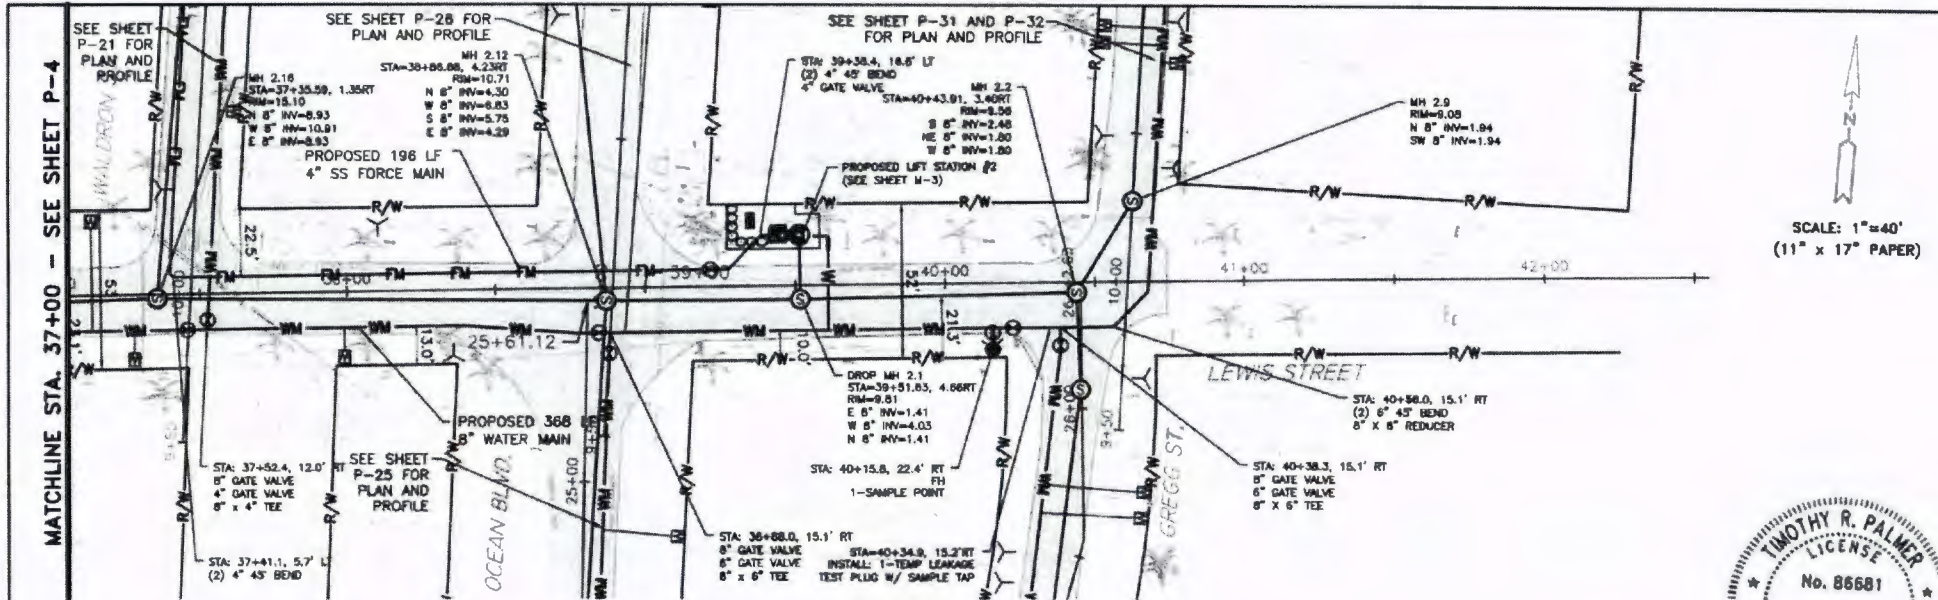 MATCHLINE STA. 37+00 - SEE SHEET P-4
SEE SHEET
P-21 FOR
PLAN AND
PROFILE
WALDRON
MH 2.16
STA=37+35.59, 1.35RT
RIM=15.10
N 8" INV=8.93
W 8" INV=10.91
E 8" INV=8.93
SEE SHEET P-26 FOR
PLAN AND PROFILE
MH 2.12
STA=38+86.88, 4.23RT
RIM=10.71
N 8" INV=4.30
W 8" INV=6.83
S 8" INV=5.75
E 8" INV=4.29
PROPOSED 196 LF
4" SS FORCE MAIN
SEE SHEET P-31 AND P-32
FOR PLAN AND PROFILE
STA: 39+38.4, 18.6' LT
(2) 4" 45° BEND
4" GATE VALVE
MH 2.2
STA=40+43.91, 3.40RT
RIM=9.56
S 8" INV=2.48
NE 8" INV=1.80
W 8" INV=1.80
PROPOSED LIFT STATION #2
(SEE SHEET M-3)
MH 2.9
RIM=9.08
N 8" INV=1.94
SW 8" INV=1.94
SCALE: 1"=40'
(11" x 17" PAPER)
-N-
R/W
FM
WM
22.5'
38+00
39+00
40+00
41+00
42+00
10+00
52'
21.3'
21.1'
13.0'
10.0'
25+61.12
25+00
26+00
9+50
PROPOSED 368 LF
8" WATER MAIN
SEE SHEET
P-25 FOR
PLAN AND
PROFILE
OCEAN BLVD.
DROP MH 2.1
STA=39+51.63, 4.66RT
RIM=9.81
E 8" INV=1.41
W 8" INV=4.03
N 8" INV=1.41
LEWIS STREET
GREGG ST.
STA: 40+58.0, 15.1' RT
(2) 6" 45° BEND
8" X 6" REDUCER
STA: 37+52.4, 12.0' RT
8" GATE VALVE
4" GATE VALVE
8" x 4" TEE
STA: 40+15.8, 22.4' RT
FH
1-SAMPLE POINT
STA: 40+38.3, 15.1' RT
8" GATE VALVE
6" GATE VALVE
8" X 6" TEE
STA: 37+41.1, 5.7' LT
(2) 4" 45° BEND
STA: 38+88.0, 15.1' RT
8" GATE VALVE
6" GATE VALVE
8" x 6" TEE
STA=40+34.9, 15.2'RT
INSTALL: 1-TEMP LEAKAGE
TEST PLUG W/ SAMPLE TAP
TIMOTHY R. PALMER
LICENSE
No. 86681